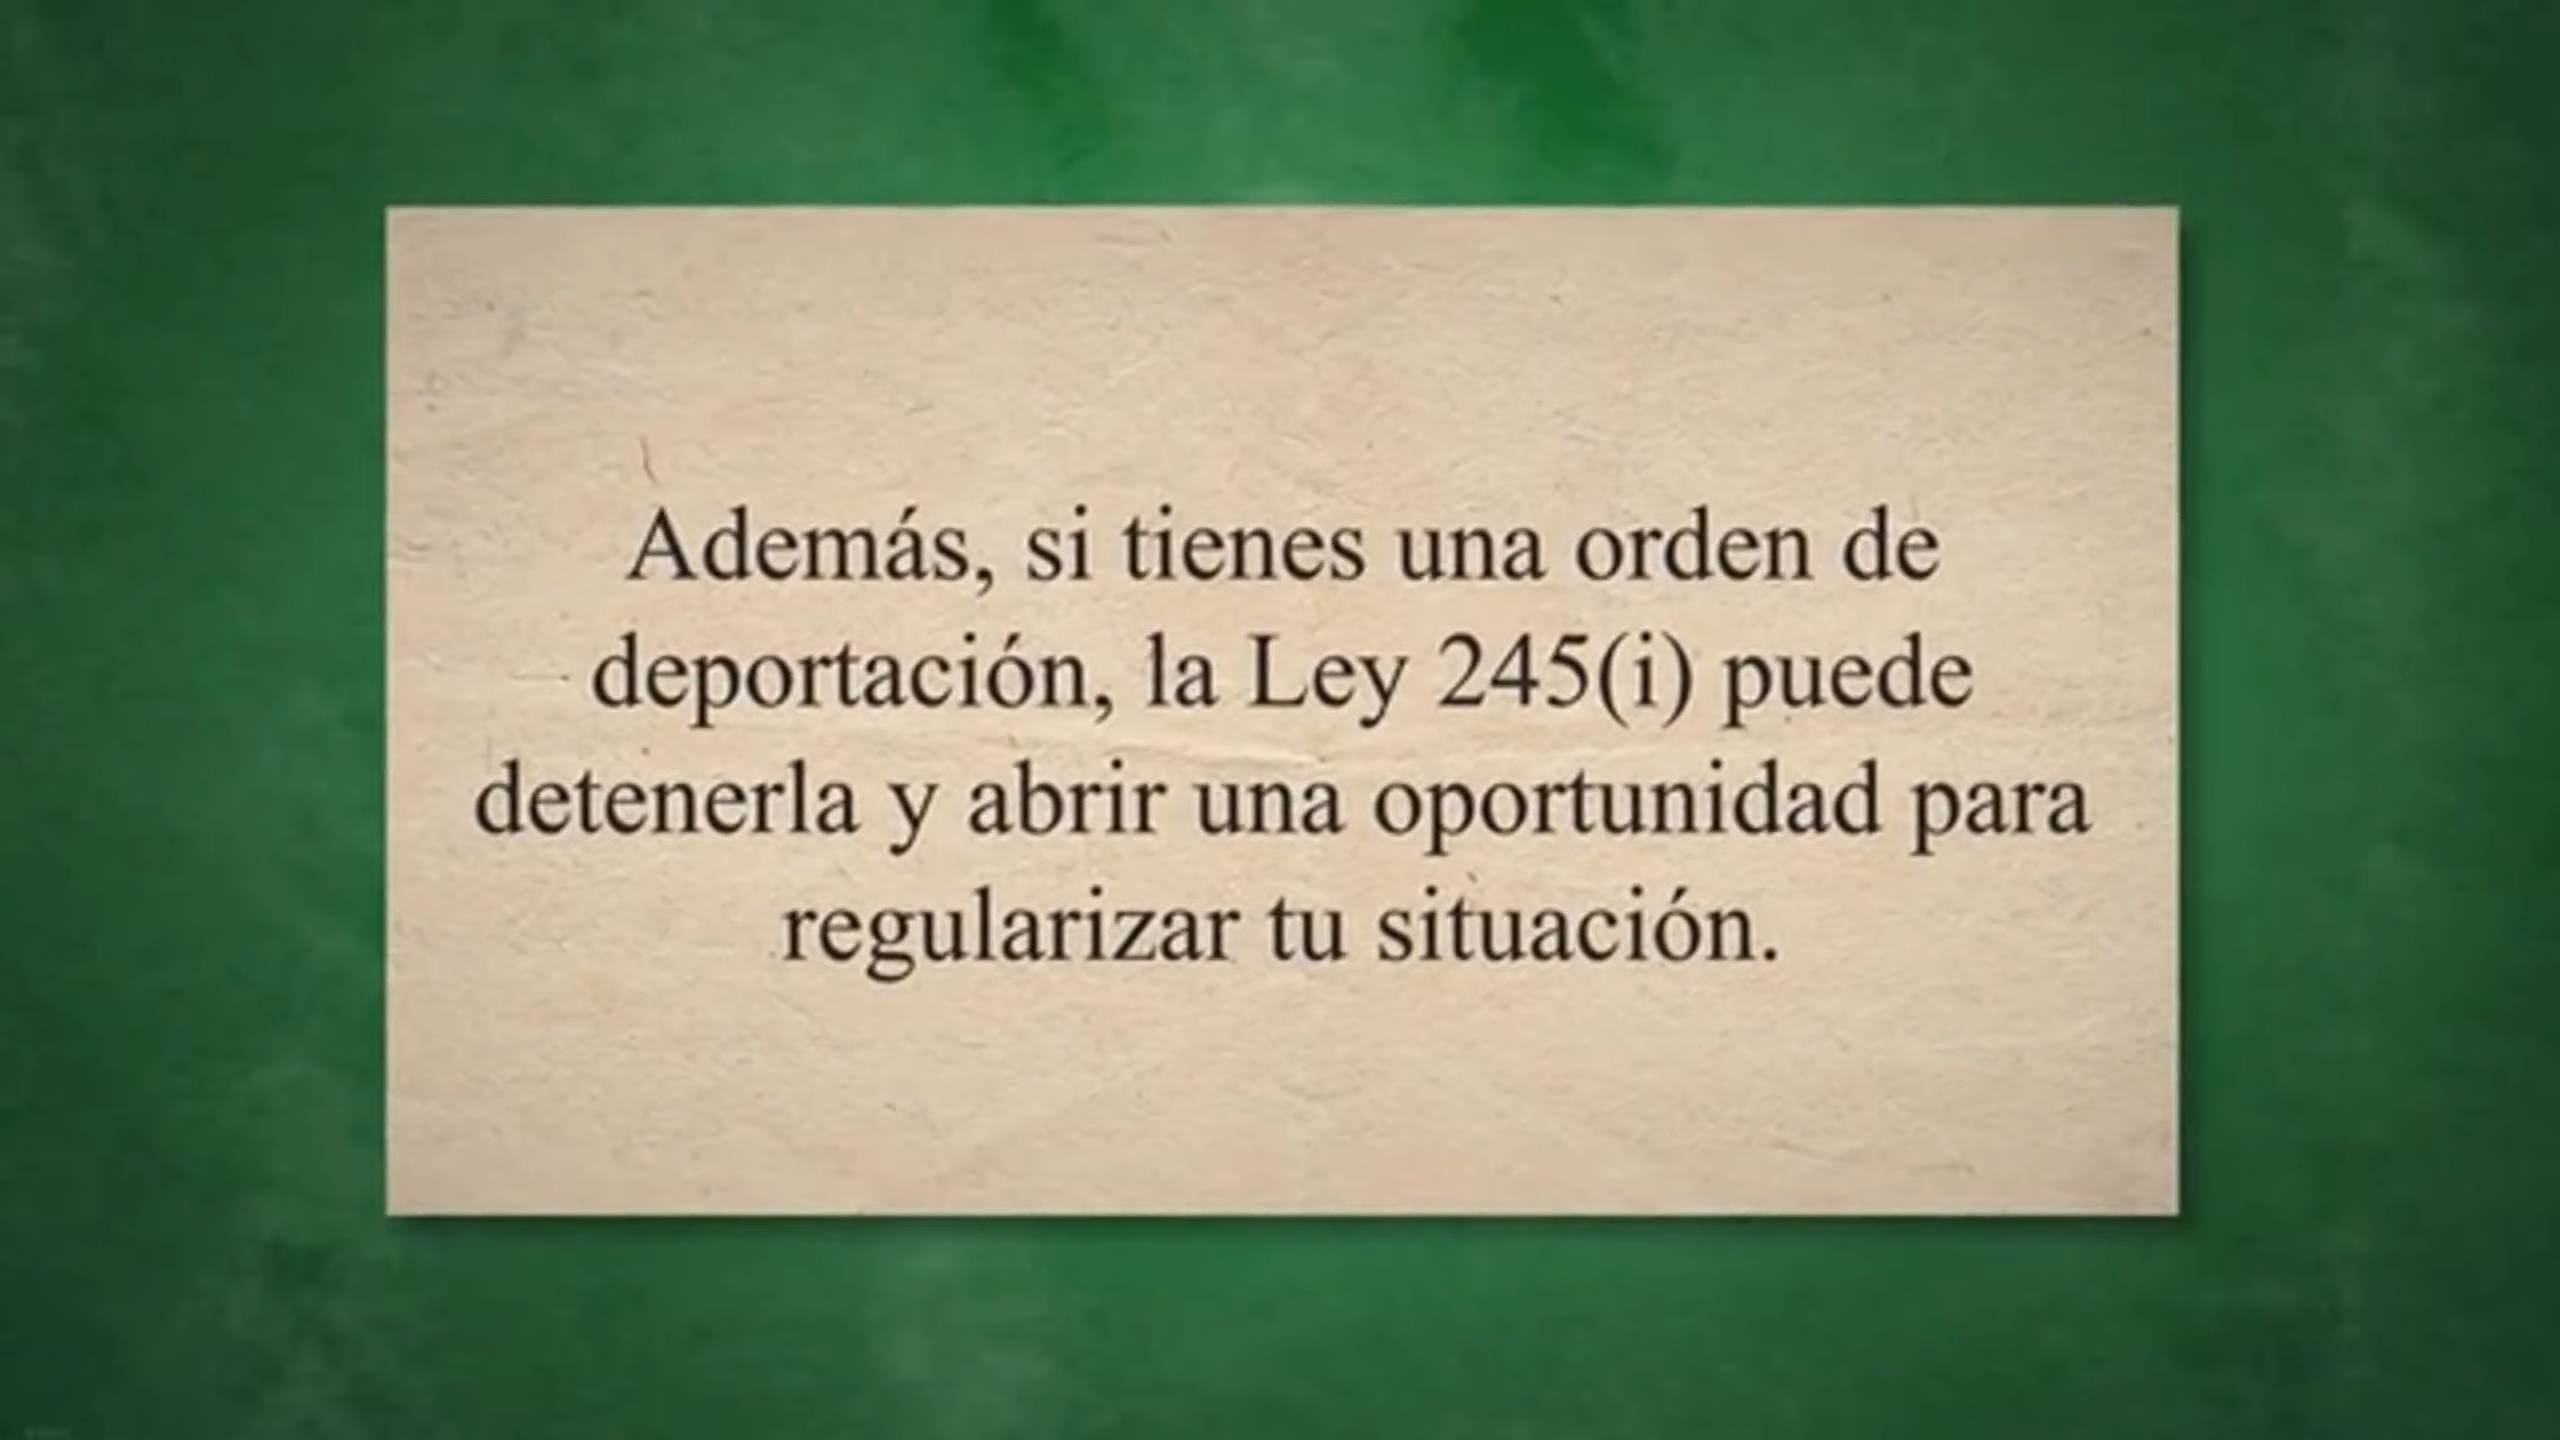 Además, si tienes una orden de
deportación, la Ley 245(i) puede
detenerla y abrir una oportunidad para
regularizar tu situación.